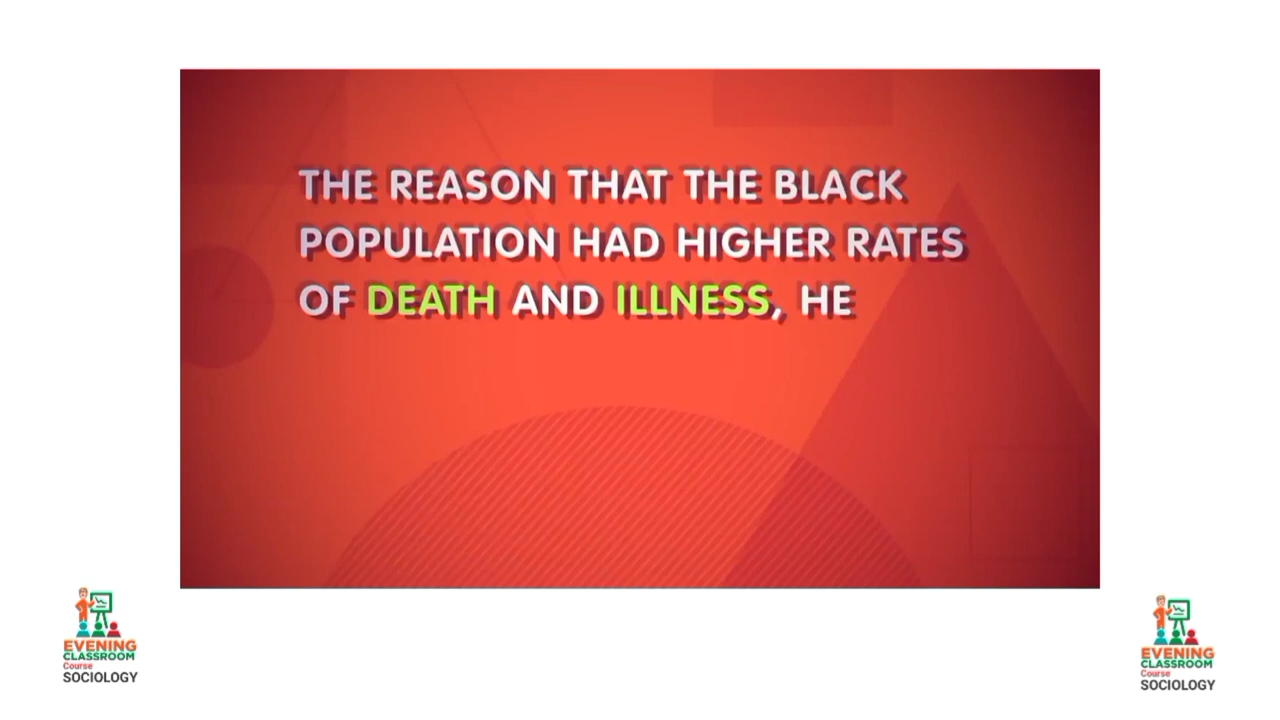 THE REASON THAT THE BLACK
POPULATION HAD HIGHER RATES
OF DEATH AND ILLNESS, HE
EVENING
CLASSROOM
Course
SOCIOLOGY
EVENING
CLASSROOM
Course
SOCIOLOGY